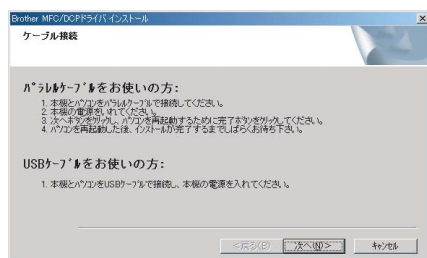 Brother MFC/DCPドライバ インストール
ケーブル接続
ﾊﾟﾗﾚﾙｹｰﾌﾞﾙをお使いの方:
1. 本機とﾊﾟｿｺﾝをﾊﾟﾗﾚﾙｹｰﾌﾞﾙで接続してください。
2. 本機の電源をいれてください。
3. 次へﾎﾞﾀﾝをｸﾘｯｸし、ﾊﾟｿｺﾝを再起動するために完了ﾎﾞﾀﾝをｸﾘｯｸしてください。
4. ﾊﾟｿｺﾝを再起動した後、ｲﾝｽﾄｰﾙが完了するまでしばらくお待ち下さい。
USBｹｰﾌﾞﾙをお使いの方:
1. 本機とﾊﾟｿｺﾝをUSBｹｰﾌﾞﾙで接続し、本機の電源を入れてください。
<戻る(B) 次へ(N)> ｷｬﾝｾﾙ